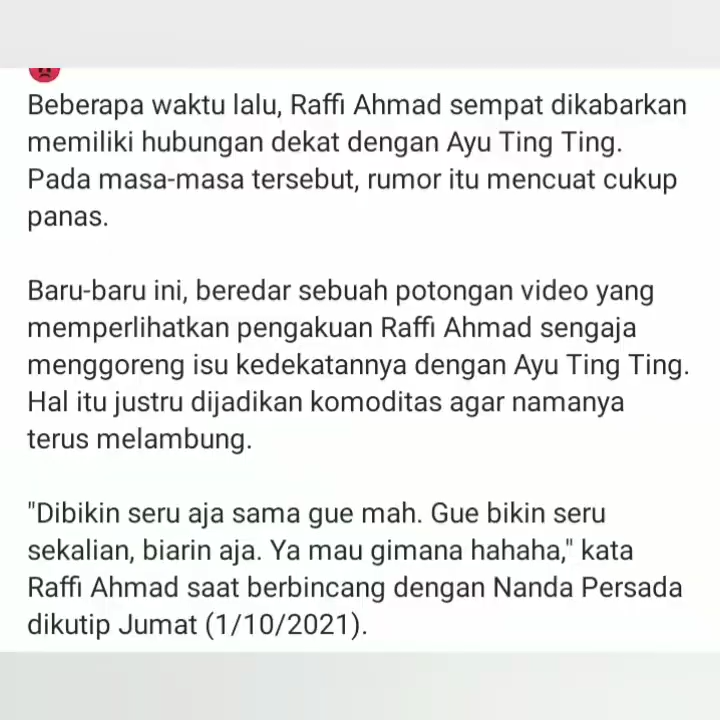 Beberapa waktu lalu, Raffi Ahmad sempat dikabarkan
memiliki hubungan dekat dengan Ayu Ting Ting.
Pada masa-masa tersebut, rumor itu mencuat cukup
panas.
Baru-baru ini, beredar sebuah potongan video yang
memperlihatkan pengakuan Raffi Ahmad sengaja
menggoreng isu kedekatannya dengan Ayu Ting Ting.
Hal itu justru dijadikan komoditas agar namanya
terus melambung.
"Dibikin seru aja sama gue mah. Gue bikin seru
sekalian, biarin aja. Ya mau gimana hahaha," kata
Raffi Ahmad saat berbincang dengan Nanda Persada
dikutip Jumat (1/10/2021).